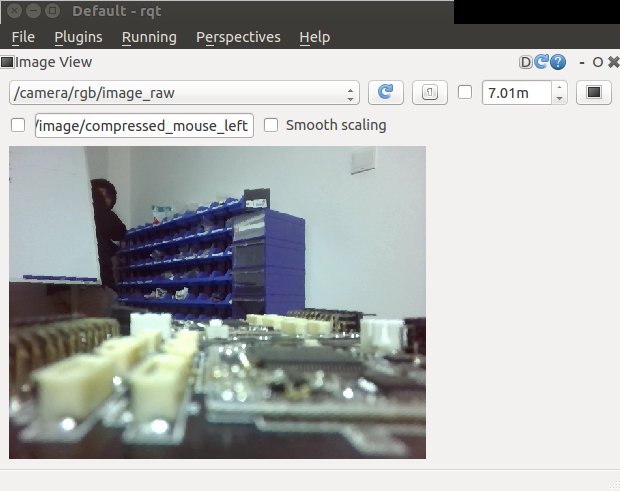 Default - rqt
File Plugins Running Perspectives Help
Image View D ? - O
/camera/rgb/image_raw 7.01m
/image/compressed_mouse_left Smooth scaling